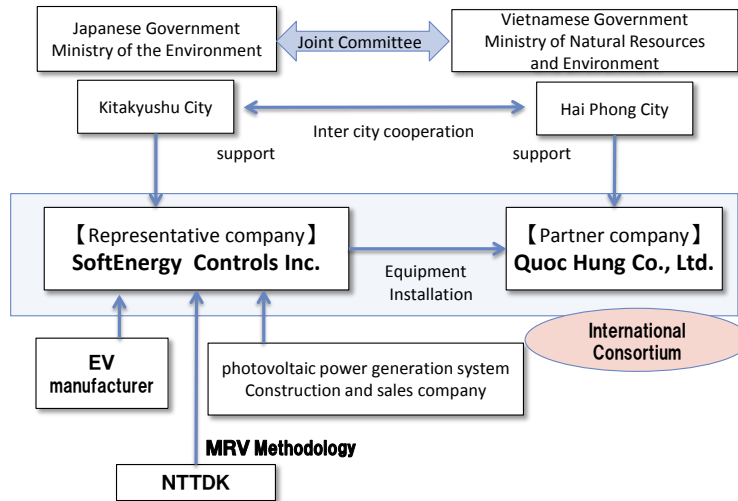 Japanese Government
Ministry of the Environment
Joint Committee
Vietnamese Government
Ministry of Natural Resources
and Environment
Kitakyushu City
Inter city cooperation
Hai Phong City
support
support
【Representative company】
SoftEnergy Controls Inc.
Equipment
Installation
【Partner company】
Quoc Hung Co., Ltd.
International
Consortium
EV
manufacturer
photovoltaic power generation system
Construction and sales company
MRV Methodology
NTTDK